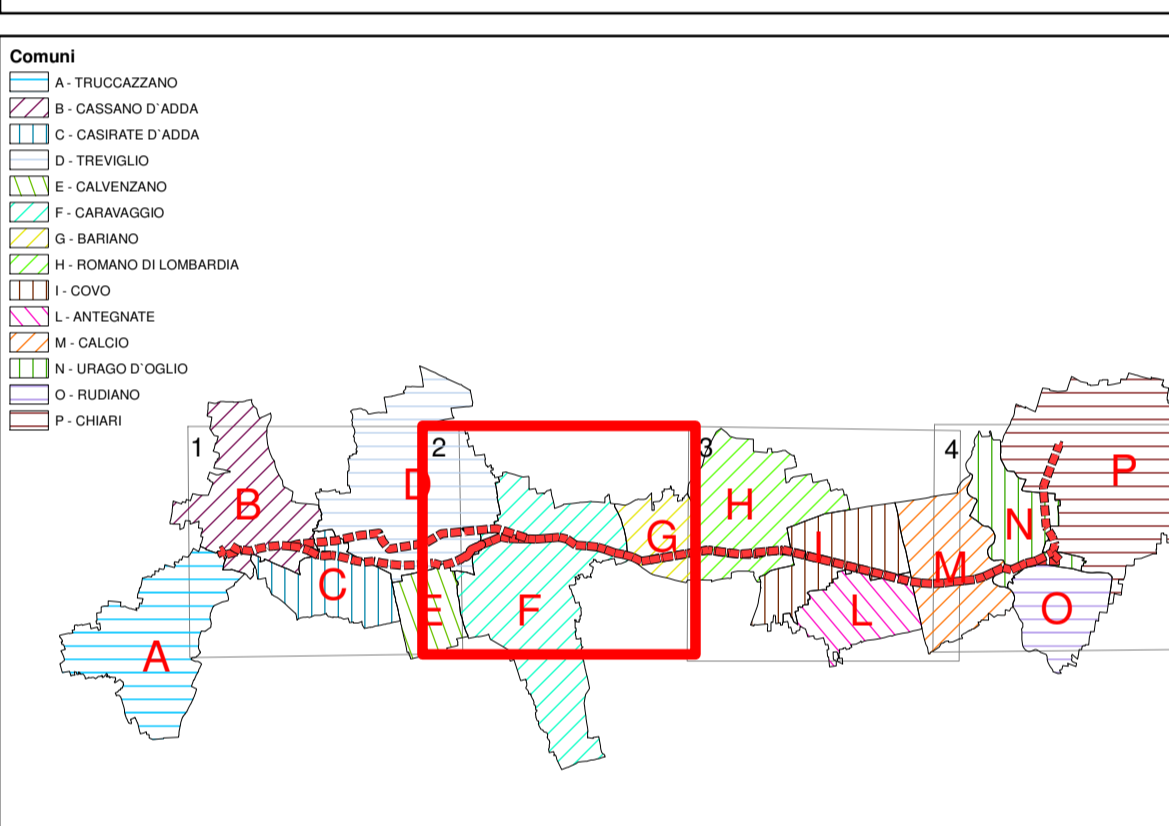 Comuni
A - TRUCCAZZANO
B - CASSANO D`ADDA
C - CASIRATE D`ADDA
D - TREVIGLIO
E - CALVENZANO
F - CARAVAGGIO
G - BARIANO
H - ROMANO DI LOMBARDIA
I - COVO
L - ANTEGNATE
M - CALCIO
N - URAGO D`OGLIO
O - RUDIANO
P - CHIARI
1
2
3
4
B
D
H
P
G
N
I
M
C
E
F
L
O
A